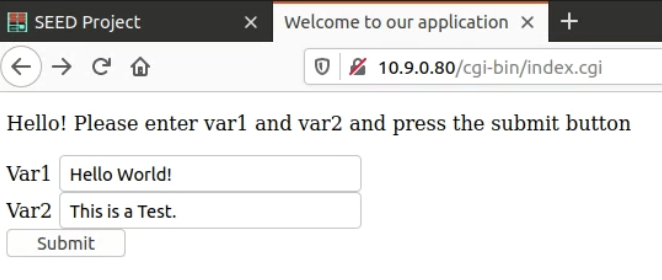 SEED Project
Welcome to our application
10.9.0.80/cgi-bin/index.cgi
Hello! Please enter var1 and var2 and press the submit button
Var1 Hello World!
Var2 This is a Test.
Submit